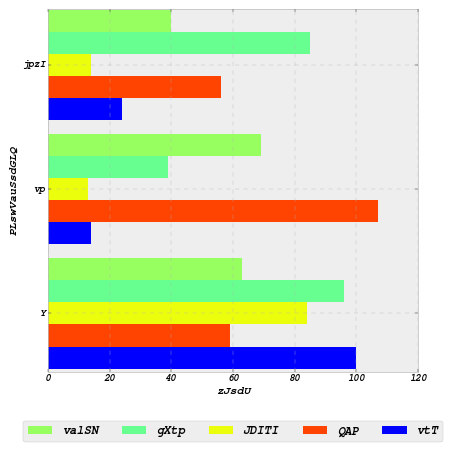 jpzI
vp
Y
PLswVauSsdGLQ
0 20 40 60 80 100 120
zJsdU
valSN gXtp JDITI QAP vtT